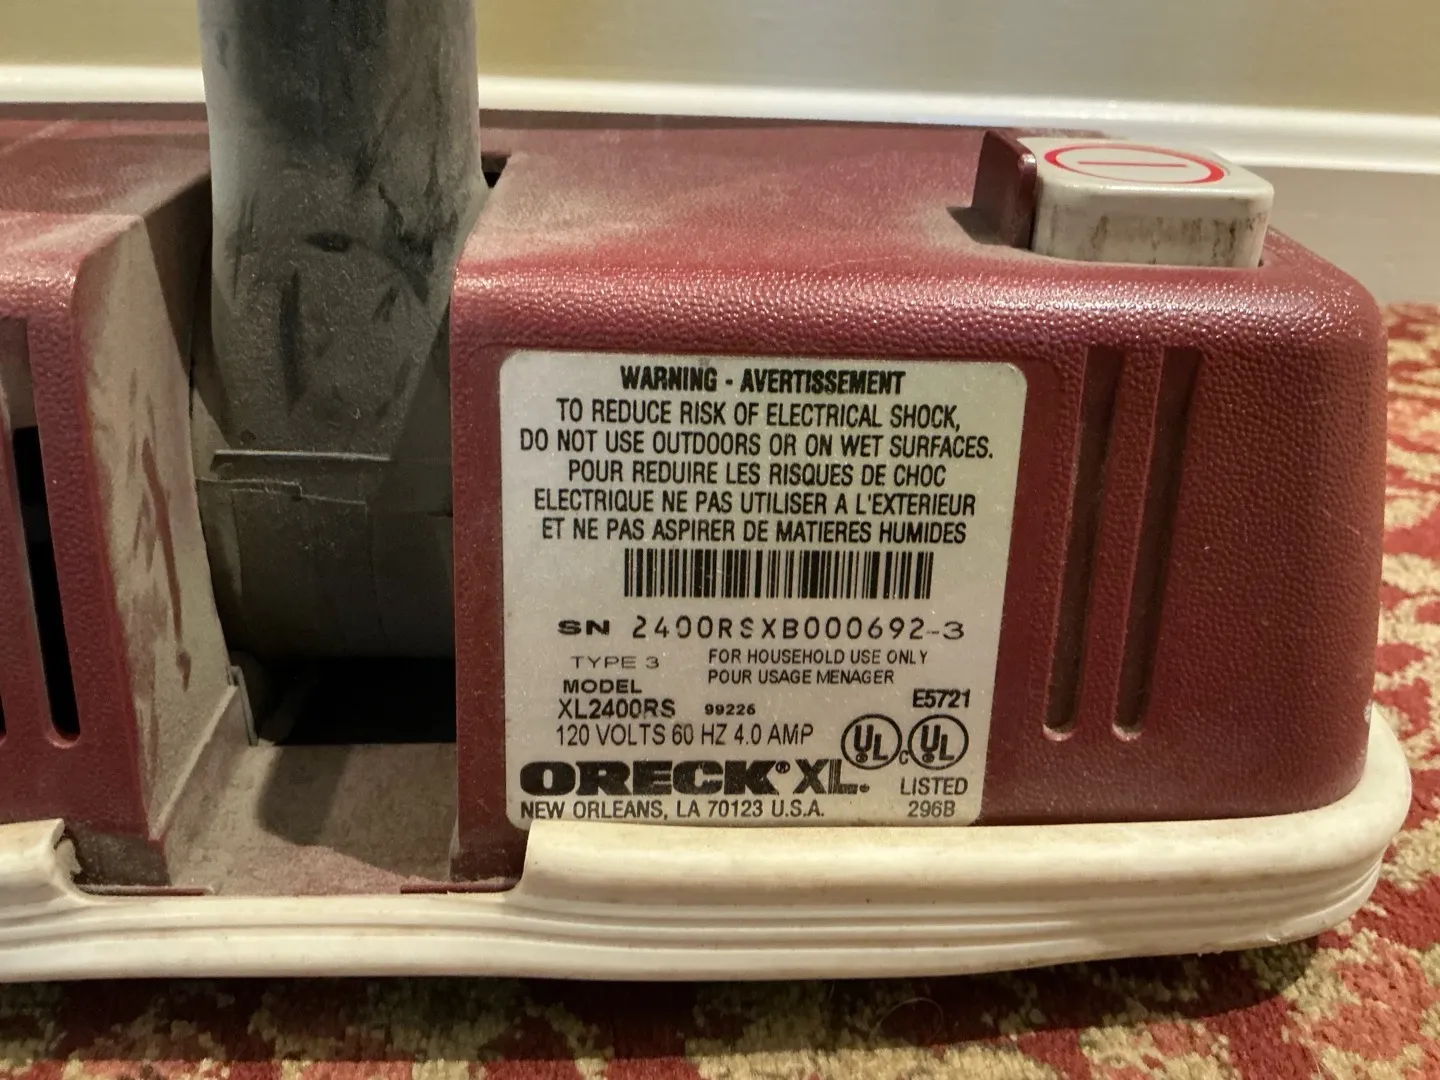 WARNING - AVERTISSEMENT
TO REDUCE RISK OF ELECTRICAL SHOCK,
DO NOT USE OUTDOORS OR ON WET SURFACES.
POUR REDUIRE LES RISQUES DE CHOC
ELECTRIQUE NE PAS UTILISER A L'EXTERIEUR
ET NE PAS ASPIRER DE MATIERES HUMIDES
SN 2400RSXB000692-3
TYPE 3
FOR HOUSEHOLD USE ONLY
POUR USAGE MENAGER
MODEL
XL2400RS 99226
E5721
120 VOLTS 60 HZ 4.0 AMP
UL c UL
ORECK® XL.
LISTED
NEW ORLEANS, LA 70123 U.S.A.
296B